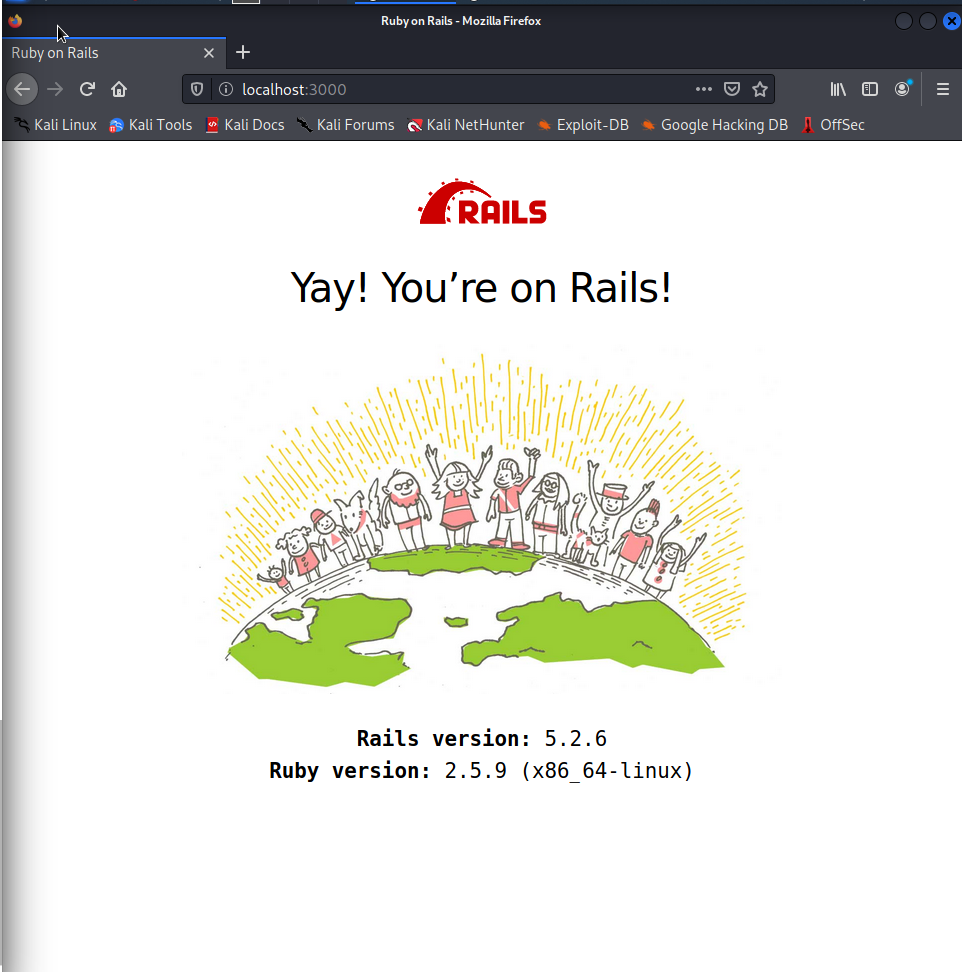 Ruby on Rails - Mozilla Firefox
Ruby on Rails
localhost:3000
Kali Linux Kali Tools Kali Docs Kali Forums Kali NetHunter Exploit-DB Google Hacking DB OffSec
RAILS
Yay! You’re on Rails!
Rails version: 5.2.6
Ruby version: 2.5.9 (x86_64-linux)